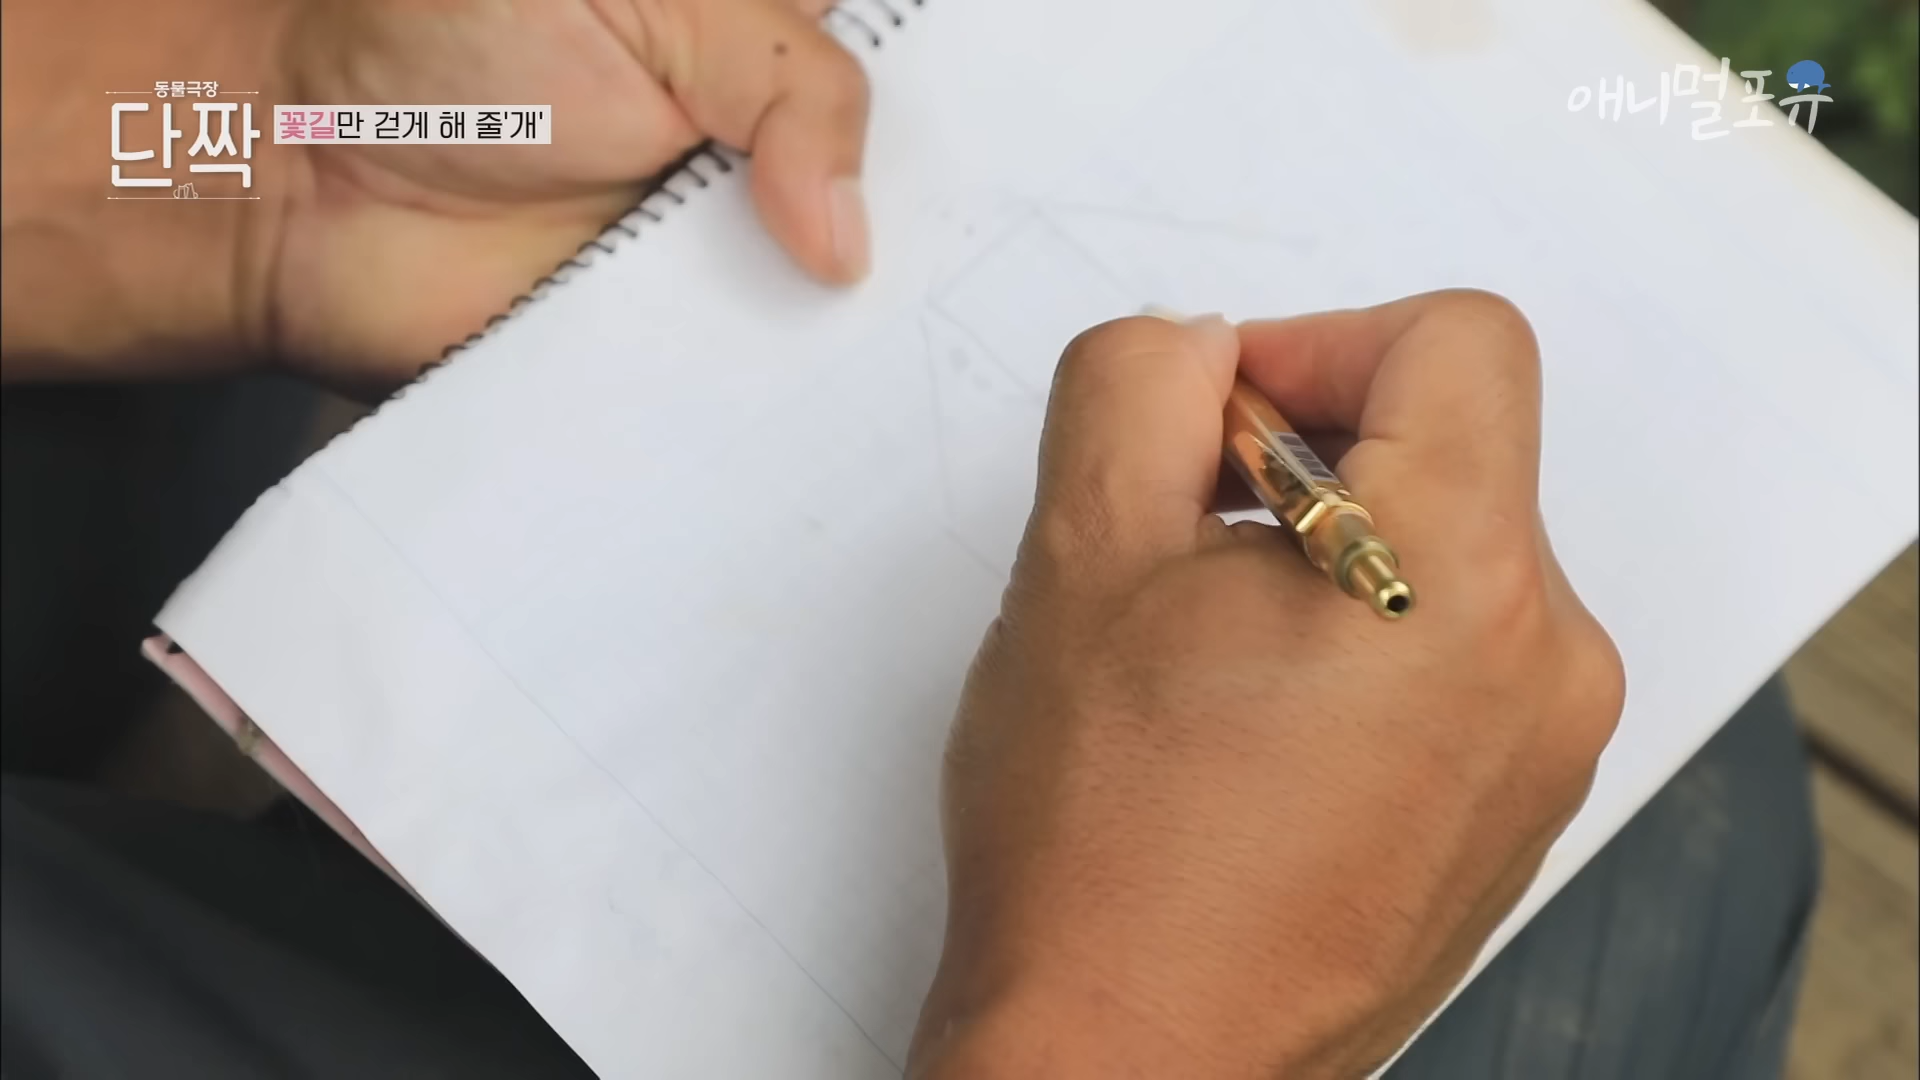 동물극장
단짝
꽃길만 걷게 해 줄'개'
애니멀포유